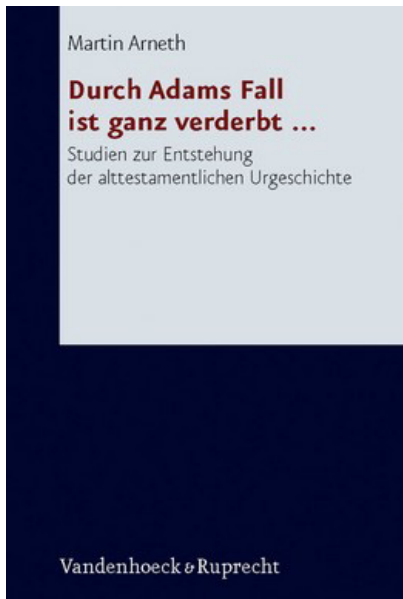 Martin Arneth
Durch Adams Fall
ist ganz verderbt ...
Studien zur Entstehung
der alttestamentlichen Urgeschichte
Vandenhoeck & Ruprecht